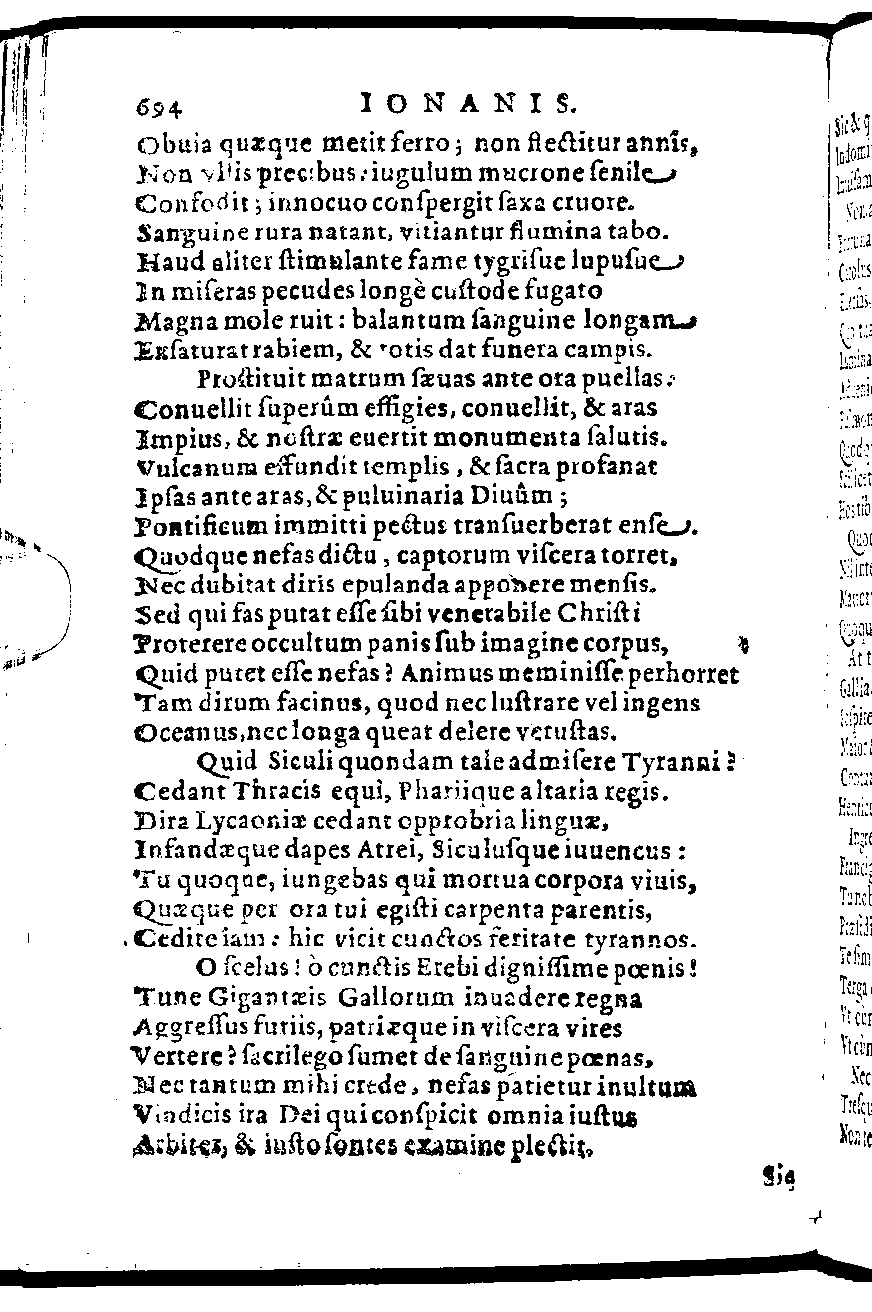 694 IONANIS.
Obuia quæque metit ferro; non flectitur annîs,
Non vllis precibus: iugulum mucrone ſenile
Confodit; innocuo conſpergit ſaxa cruore.
Sanguine rura natant, vitiantur flumina tabo.
Haud aliter ſtimulante fame tygriſue lupuſue
In miſeras pecudes longè cuſtode fugato
Magna mole ruit: balantum ſanguine longam
Exſaturat rabiem, & totis dat funera campis.
Proſtituit matrum ſæuas ante ora puellas:
Conuellit ſuperûm effigies, conuellit, & aras
Impius, & noſtræ euertit monumenta ſalutis.
Vulcanum effundit templis, & ſacra profanat
Ipſas ante aras, & puluinaria Diuûm;
Pontificum immitti pectus tranſuerberat enſe.
Quodque nefas dictu, captorum viſcera torret,
Nec dubitat diris epulanda apponere menſis.
Sed qui fas putat eſſe ſibi venerabile Chriſti
Proterere occultum panis ſub imagine corpus,
Quid putet eſſe nefas? Animus meminiſſe perhorret
Tam dirum facinus, quod nec luſtrare vel ingens
Oceanus, nec longa queat delere vetuſtas.
Quid Siculi quondam tale admiſere Tyranni?
Cedant Thracis equi, Phariique altaria regis.
Dira Lycaoniæ cedant opprobria linguæ,
Infandæque dapes Atrei, Siculuſque iuuencus:
Tu quoque, iungebas qui mortua corpora viuis,
Quæque per ora tui egiſti carpenta parentis,
Cedite iam: hic vicit cunctos feritate tyrannos.
O ſcelus! ò cunctis Erebi digniſſime pœnis!
Tune Gigantæis Gallorum inuadere regna
Aggreſſus furiis, patriæque in viſcera vires
Vertere? ſacrilego ſumet de ſanguine pœnas,
Nec tantum mihi crede, nefas patietur inultum
Vindicis ira Dei qui conſpicit omnia iuſtus
Arbiter, & iuſto ſontes examine plectit,
Sic